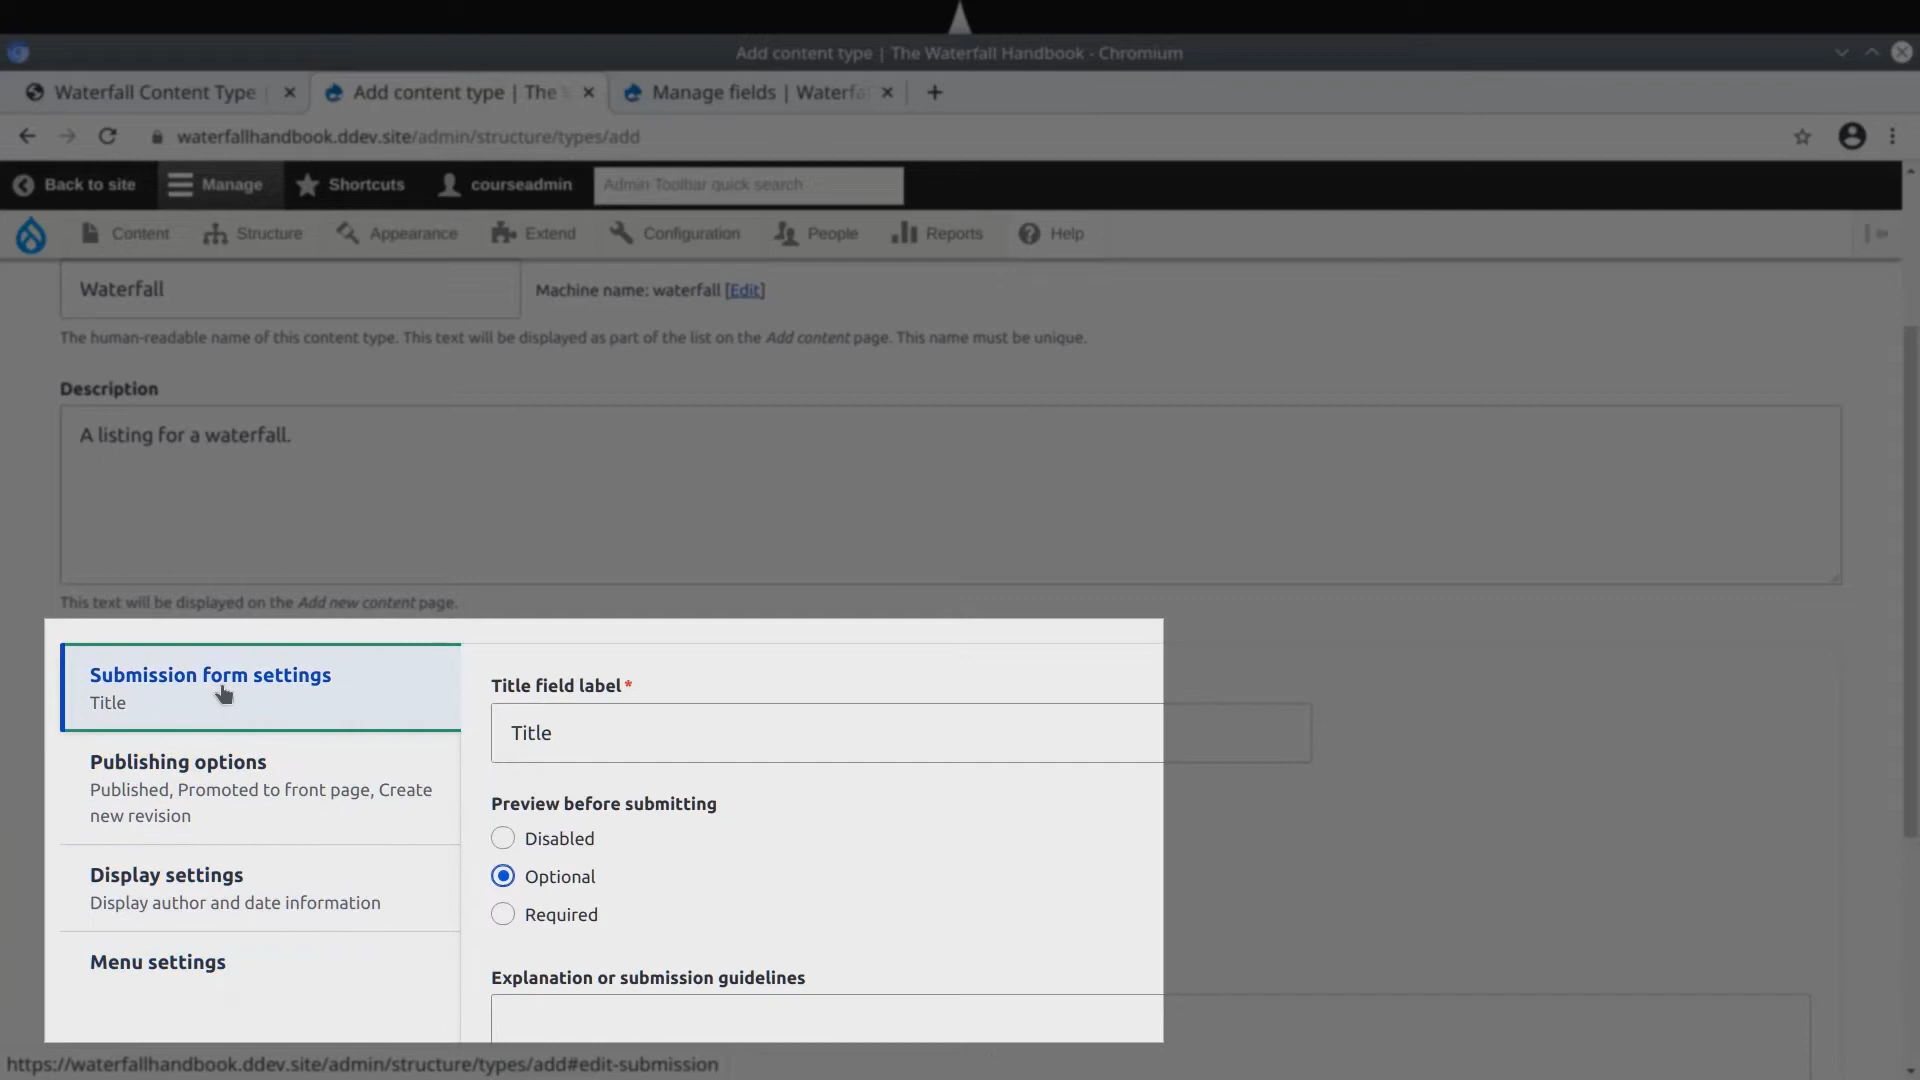 Add content type | The Waterfall Handbook - Chromium
Waterfall Content Type
Add content type | The
Manage fields | Waterfa
waterfallhandbook.ddev.site/admin/structure/types/add
Back to site
Manage
Shortcuts
courseadmin
Admin Toolbar quick search
Content
Structure
Appearance
Extend
Configuration
People
Reports
Help
Waterfall
Machine name: waterfall [Edit]
The human-readable name of this content type. This text will be displayed as part of the list on the Add content page. This name must be unique.
Description
A listing for a waterfall.
This text will be displayed on the Add new content page.
Submission form settings
Title
Publishing options
Published, Promoted to front page, Create
new revision
Display settings
Display author and date information
Menu settings
Title field label *
Title
Preview before submitting
Disabled
Optional
Required
Explanation or submission guidelines
https://waterfallhandbook.ddev.site/admin/structure/types/add#edit-submission